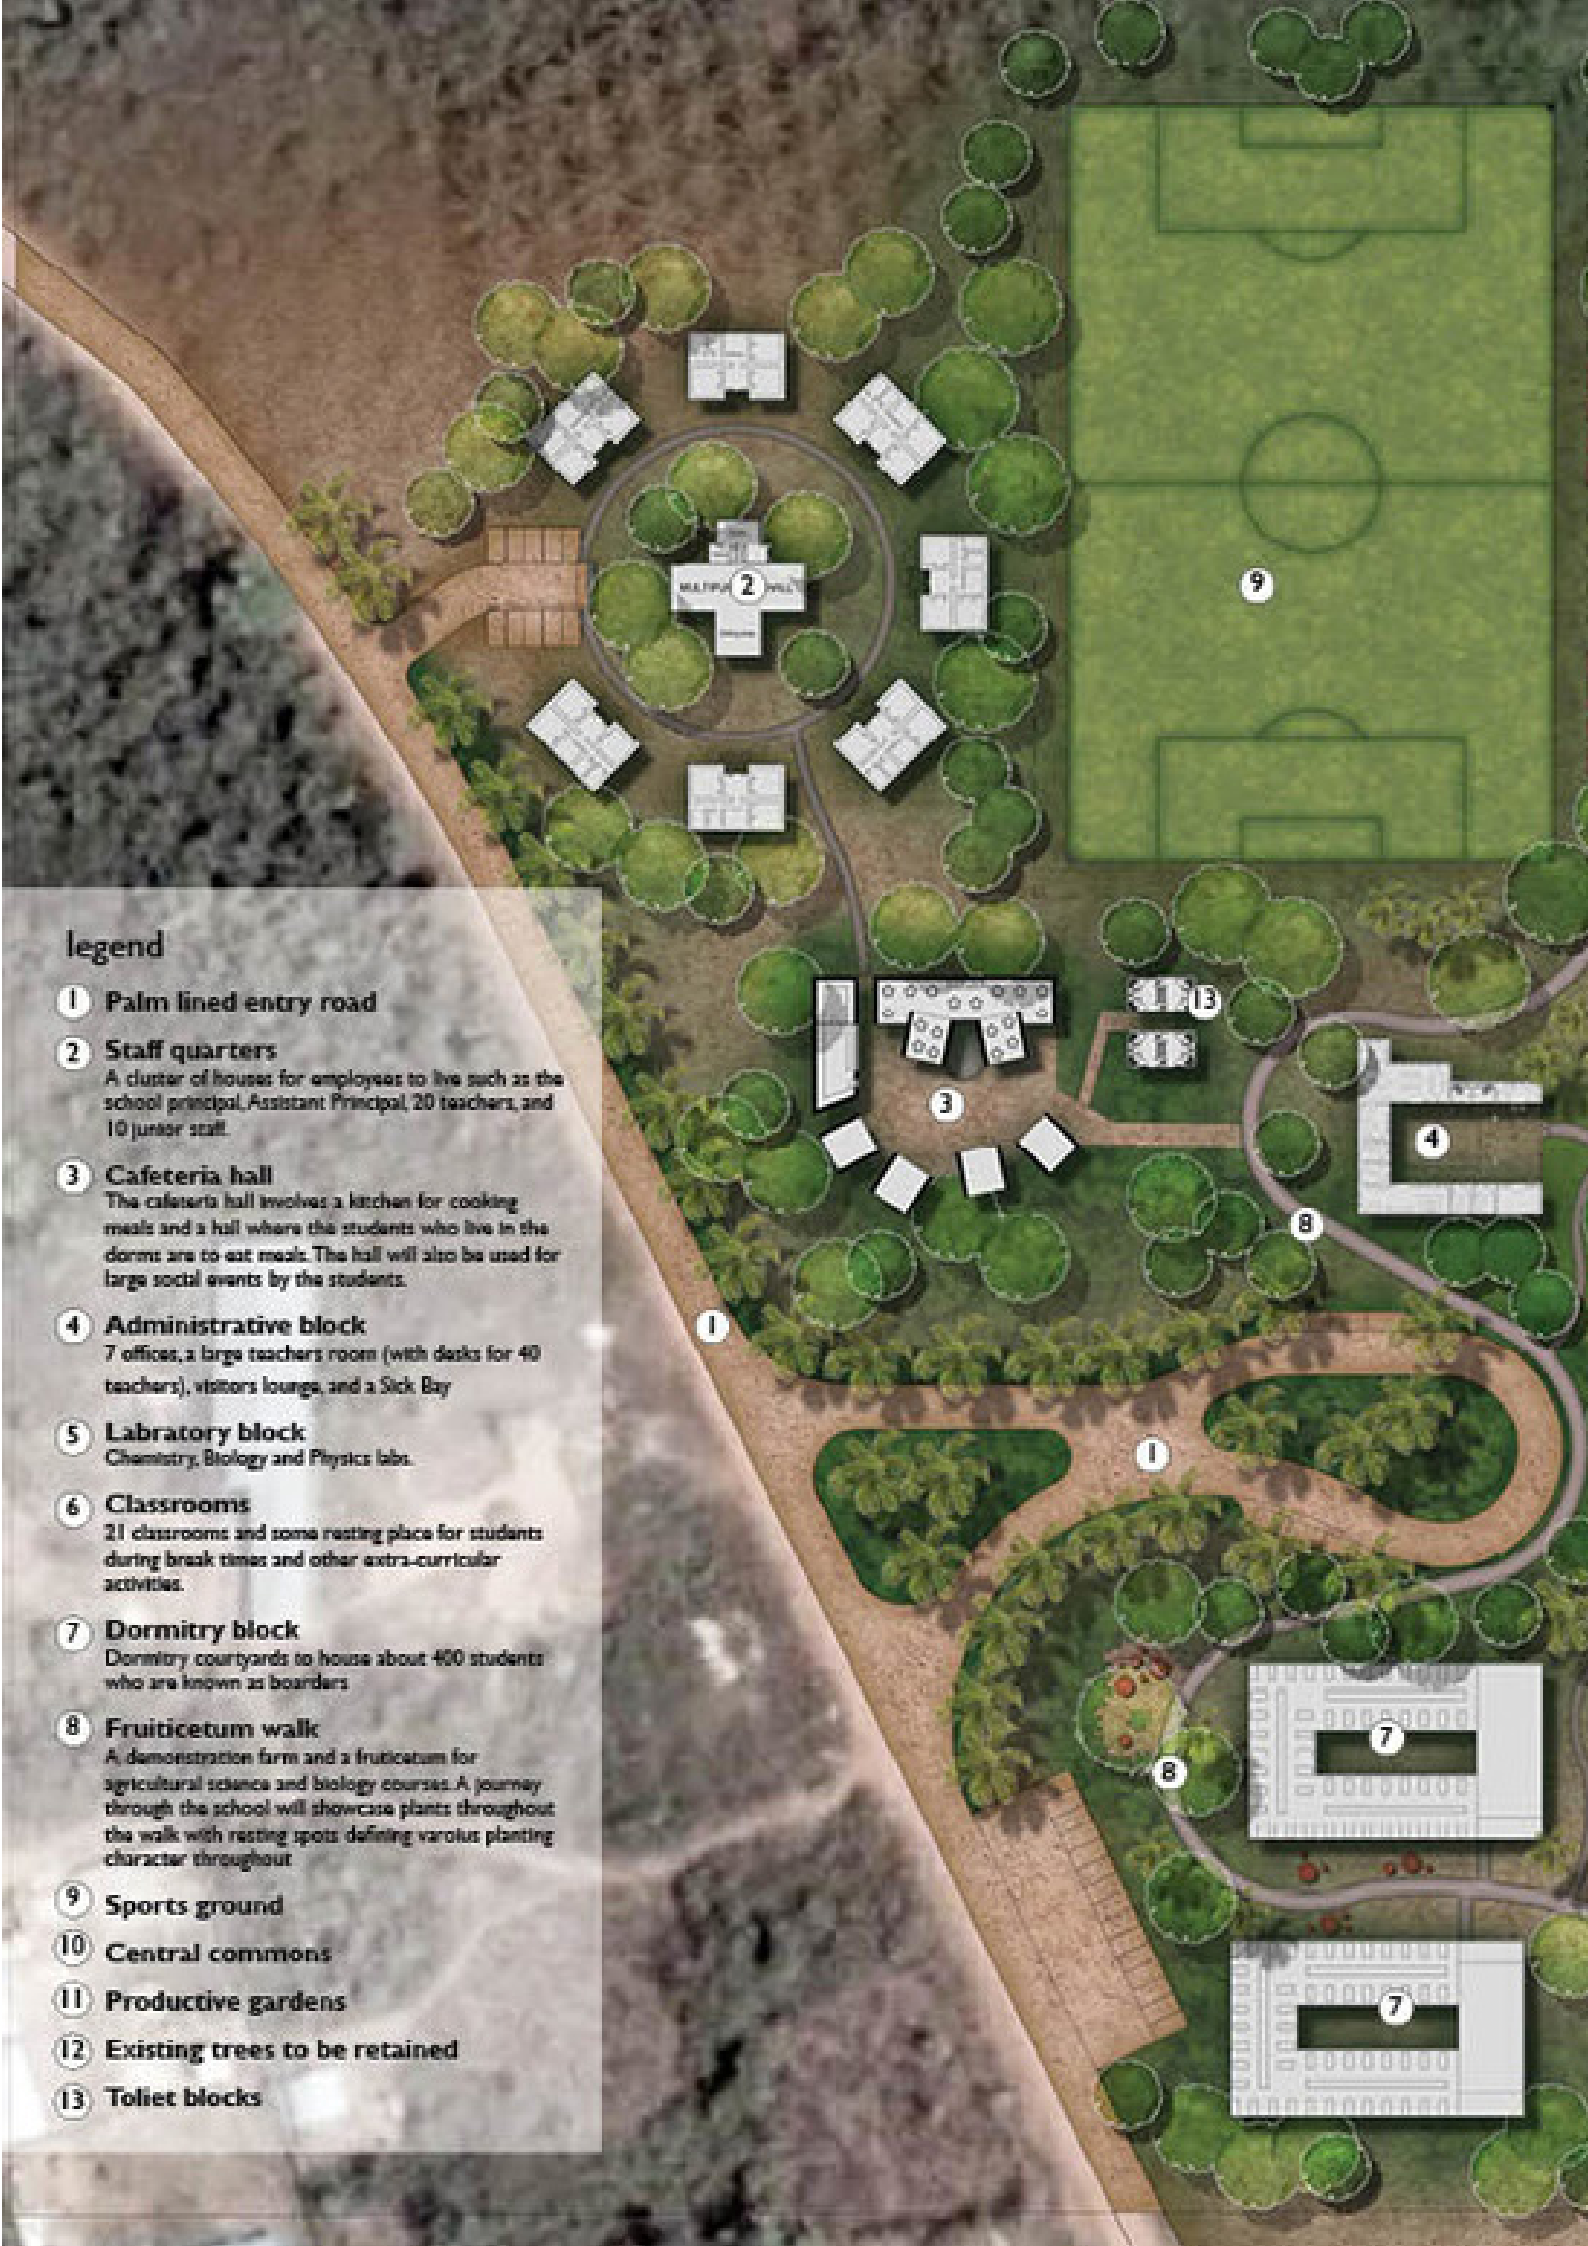 legend
1 Palm lined entry road
2 Staff quarters
A cluster of houses for employees to live such as the
school principal, Assistant Principal, 20 teachers, and
10 junior staff.
3 Cafeteria hall
The cafeteria hall involves a kitchen for cooking
meals and a hall where the students who live in the
dorms are to eat meals. The hall will also be used for
large social events by the students.
4 Administrative block
7 offices, a large teachers room (with desks for 40
teachers), visitors lounge, and a Sick Bay
5 Labratory block
Chemistry, Biology and Physics labs.
6 Classrooms
21 classrooms and some resting place for students
during break times and other extra-curricular
activities.
7 Dormitry block
Dormitry courtyards to house about 400 students
who are known as boarders
8 Fruiticetum walk
A demonstration farm and a fruticetum for
agricultural science and biology courses. A journey
through the school will showcase plants throughout
the walk with resting spots defining varoius planting
character throughout
9 Sports ground
10 Central commons
11 Productive gardens
12 Existing trees to be retained
13 Toliet blocks
2
9
13
3
4
8
1
1
7
8
7